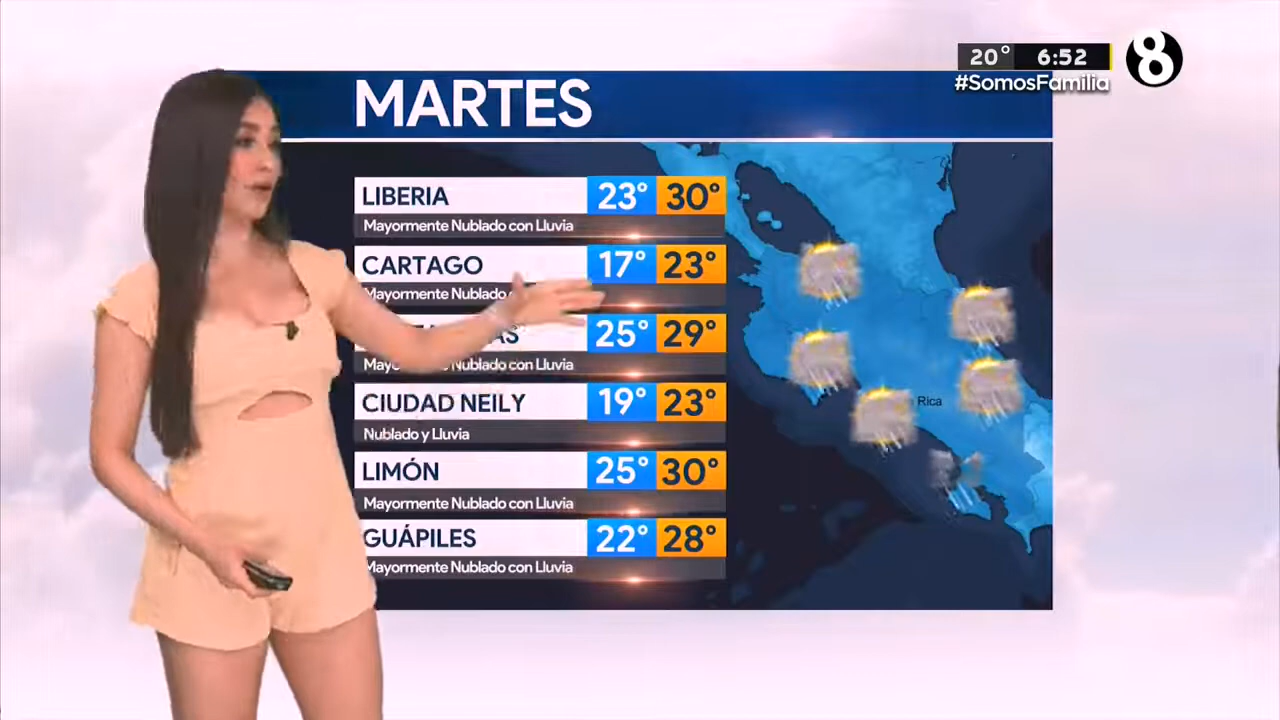 20° 6:52
8
#SomosFamilia
MARTES
LIBERIA 23° 30°
Mayormente Nublado con Lluvia
CARTAGO 17° 23°
Mayormente Nublado
25° 29°
Nublado con Lluvia
CIUDAD NEILY 19° 23°
Nublado y Lluvia
Rica
LIMÓN 25° 30°
Mayormente Nublado con Lluvia
GUÁPILES 22° 28°
Mayormente Nublado con Lluvia